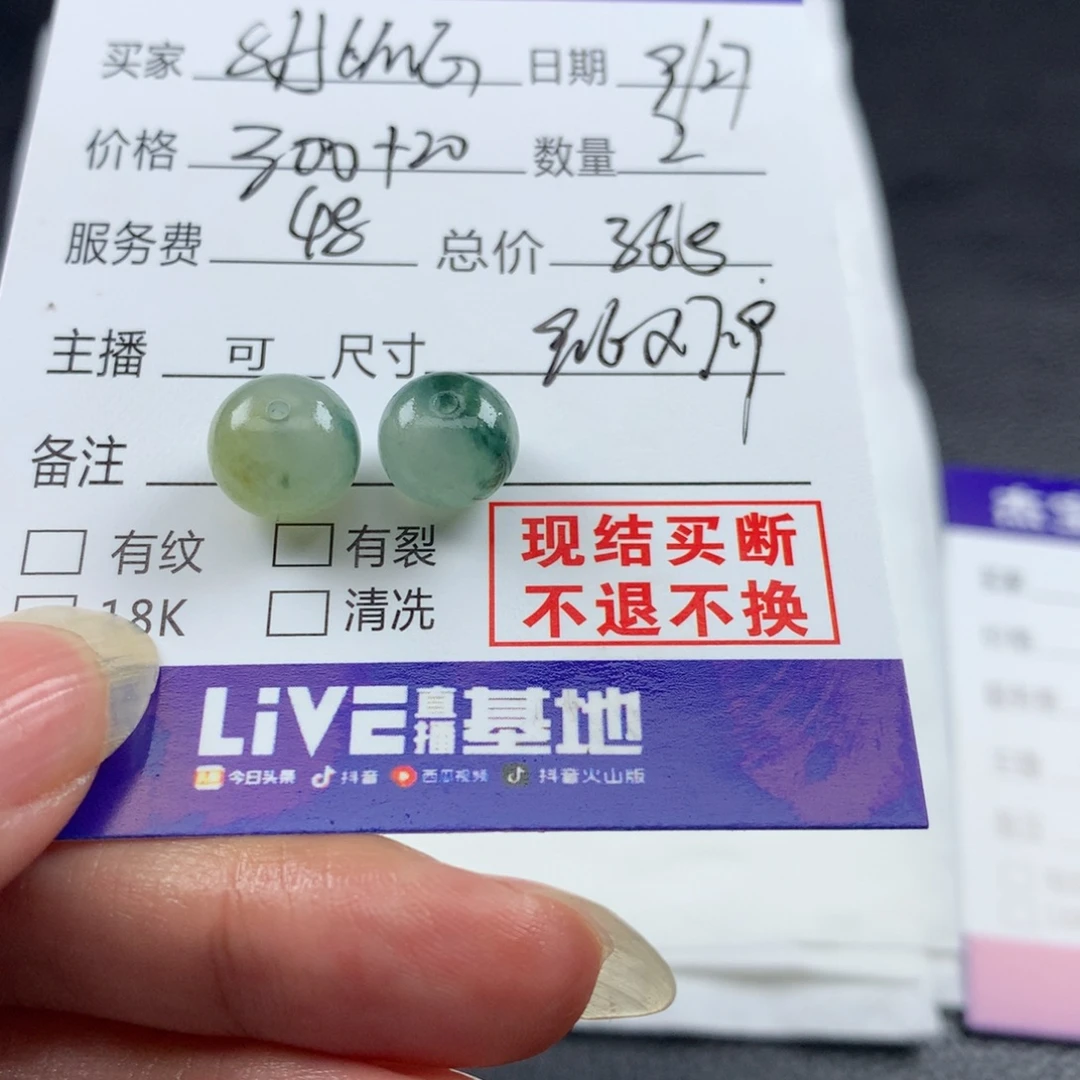 买家 日期 9/27
价格 300+20 数量 2
服务费 48 总价 368
主播 可 尺寸
备注
有纹 有裂
18K 清洗
现结买断
不退不换
LiVE直播基地
今日头条 抖音 西瓜视频 抖音火山版